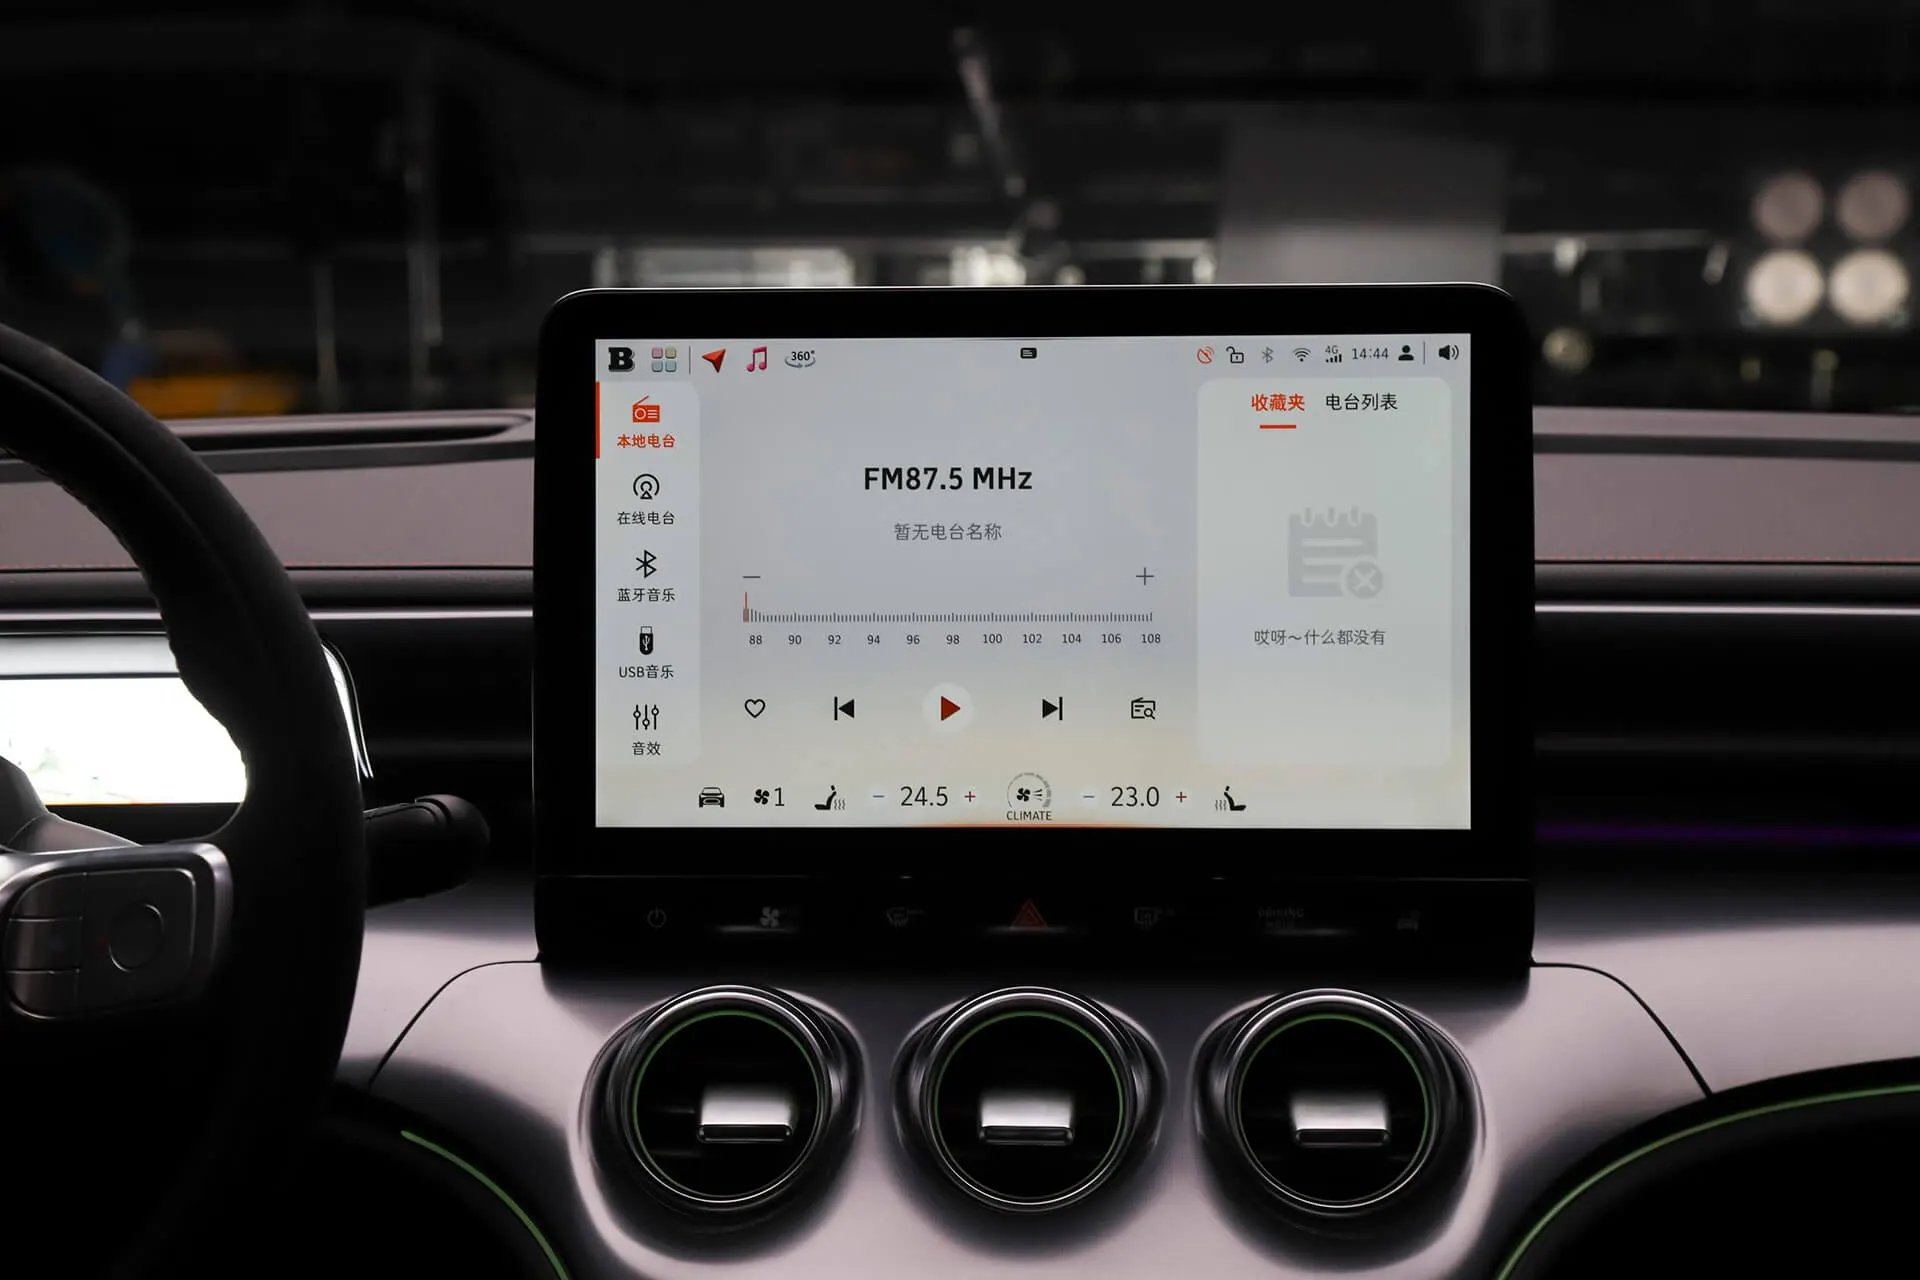 B
360°
4G
14:44
本地电台
在线电台
蓝牙音乐
USB音乐
音效
FM87.5 MHz
暂无电台名称
− +
88 90 92 94 96 98 100 102 104 106 108
收藏夹 电台列表
哎呀～什么都没有
1
− 24.5 +
CLIMATE
− 23.0 +
DRIVING